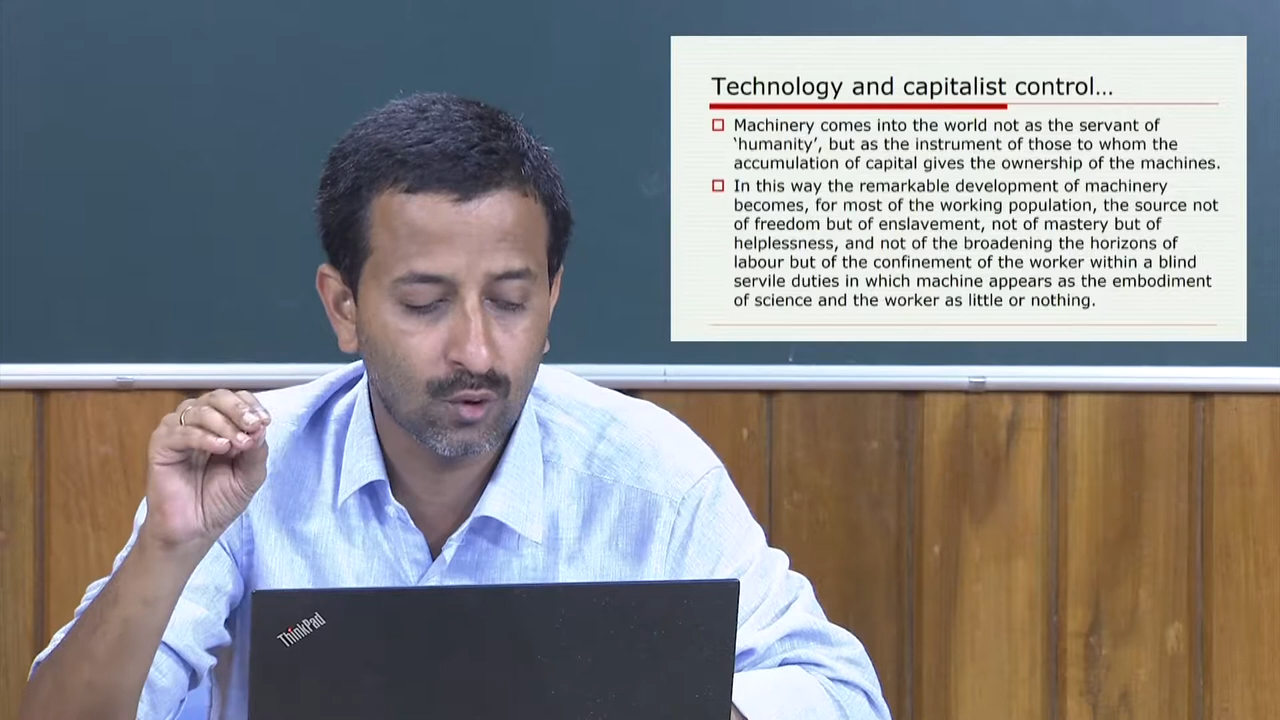 Technology and capitalist control…
Machinery comes into the world not as the servant of
‘humanity’, but as the instrument of those to whom the
accumulation of capital gives the ownership of the machines.
In this way the remarkable development of machinery
becomes, for most of the working population, the source not
of freedom but of enslavement, not of mastery but of
helplessness, and not of the broadening the horizons of
labour but of the confinement of the worker within a blind
servile duties in which machine appears as the embodiment
of science and the worker as little or nothing.
ThinkPad